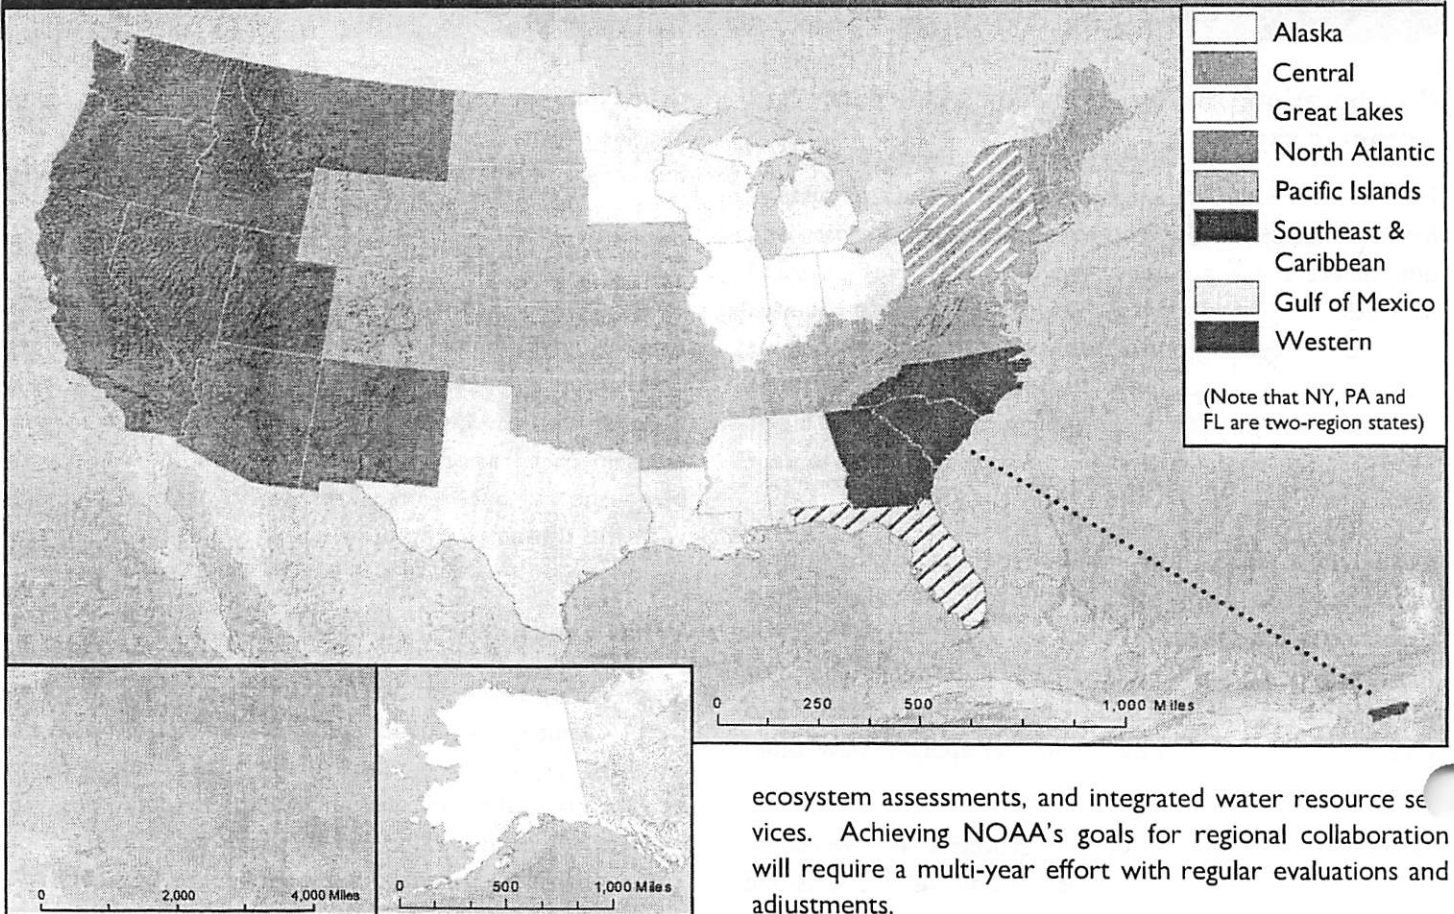 Alaska
Central
Great Lakes
North Atlantic
Pacific Islands
Southeast &
Caribbean
Gulf of Mexico
Western
(Note that NY, PA and
FL are two-region states)
0 250 500 1,000 Miles
0 2,000 4,000 Miles
0 500 1,000 Miles
ecosystem assessments, and integrated water resource se
vices. Achieving NOAA's goals for regional collaboration
will require a multi-year effort with regular evaluations and
adjustments.